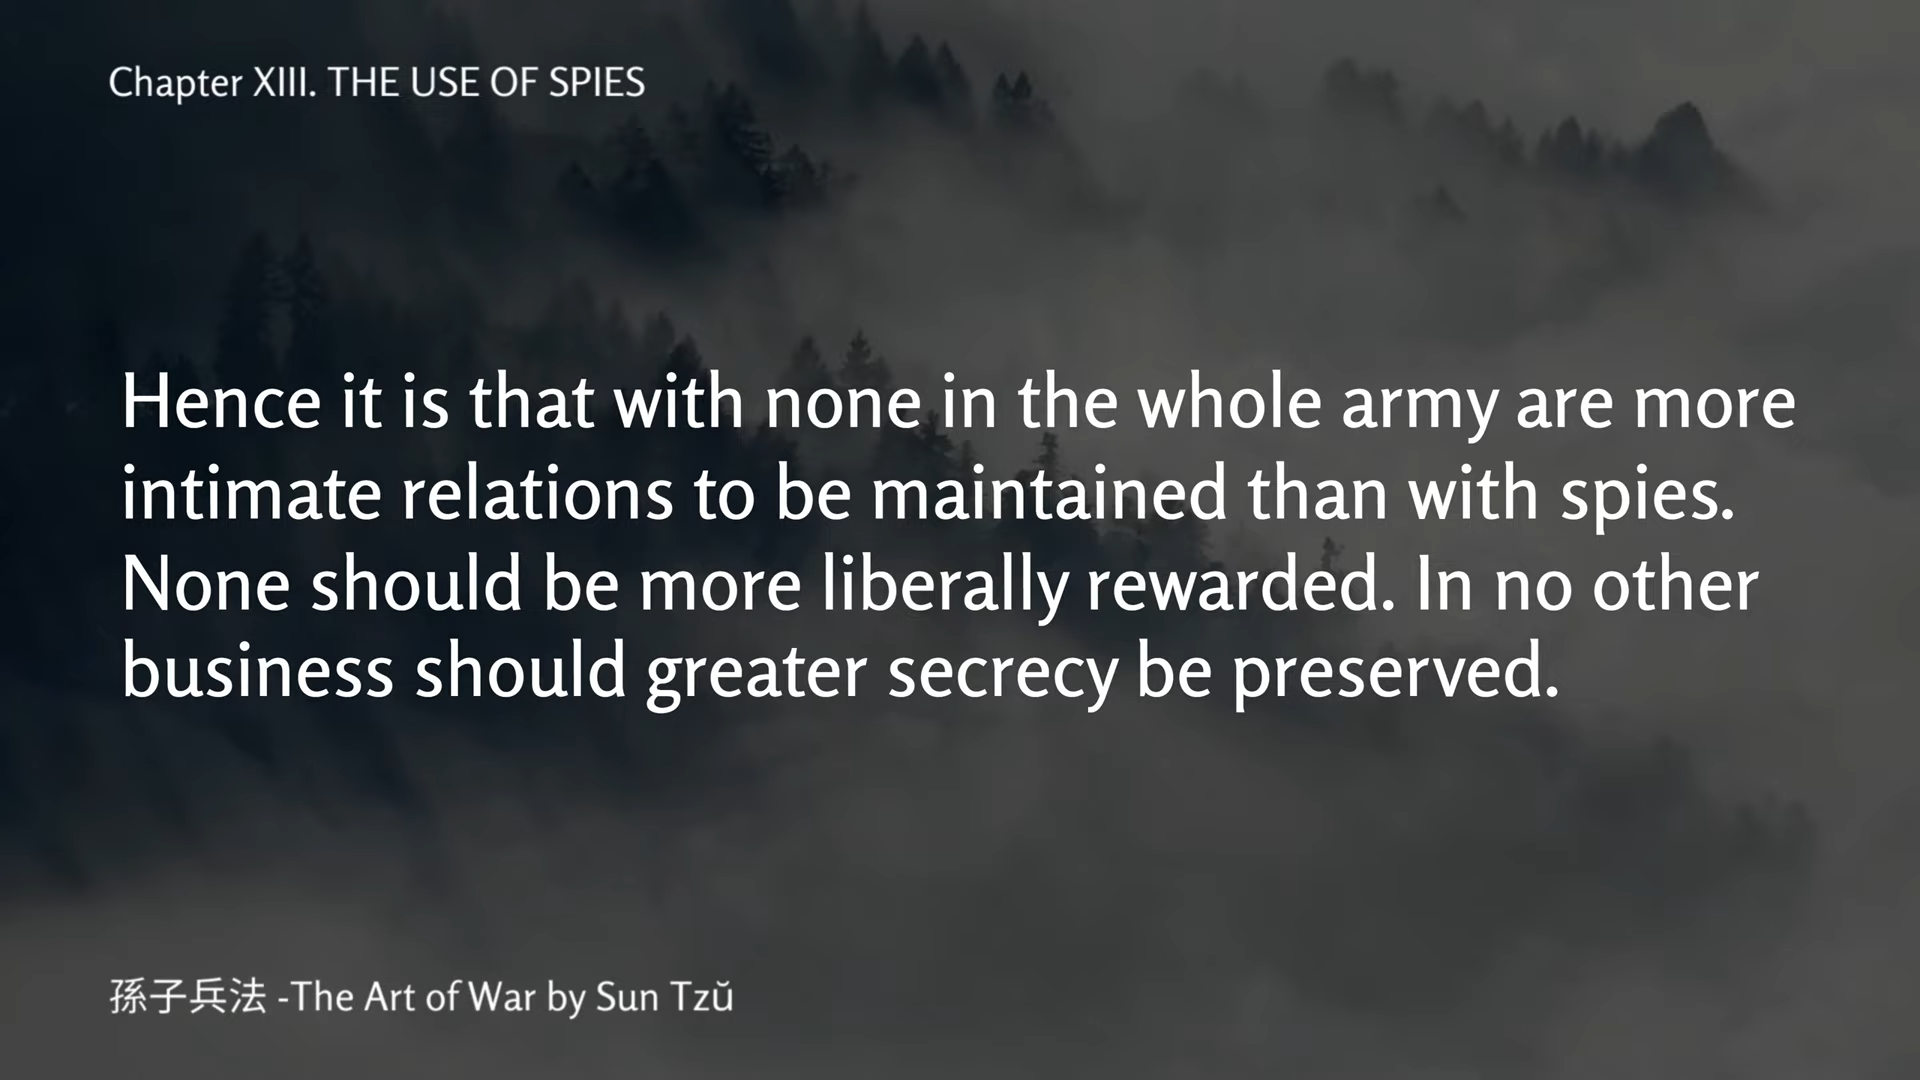 Chapter XIII. THE USE OF SPIES
Hence it is that with none in the whole army are more
intimate relations to be maintained than with spies.
None should be more liberally rewarded. In no other
business should greater secrecy be preserved.
孫子兵法 -The Art of War by Sun Tzŭ